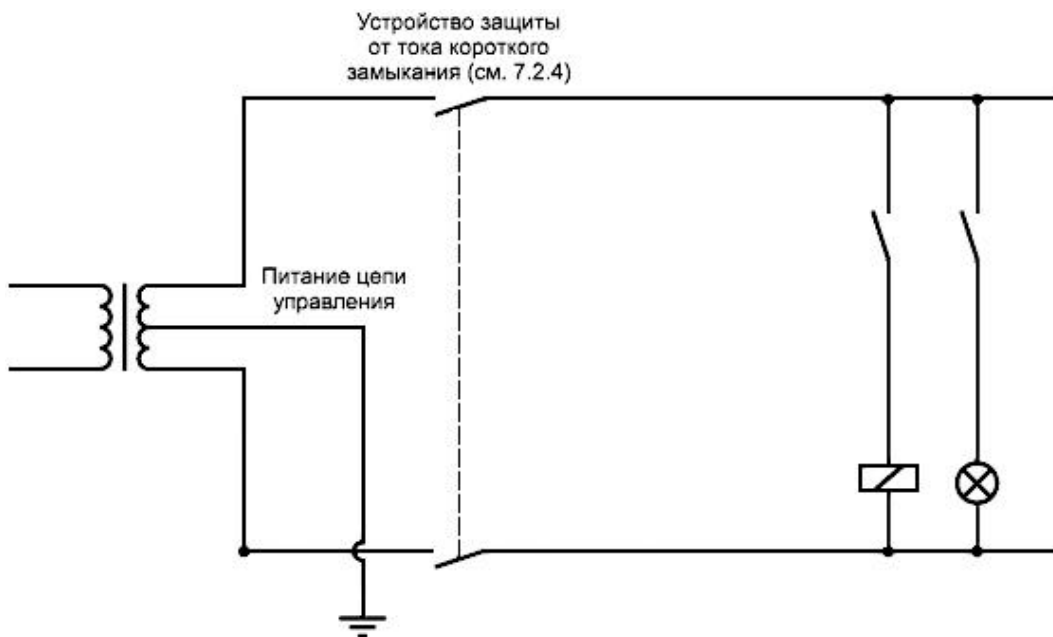 Устройство защиты
от тока короткого
замыкания (см. 7.2.4)
Питание цепи
управления